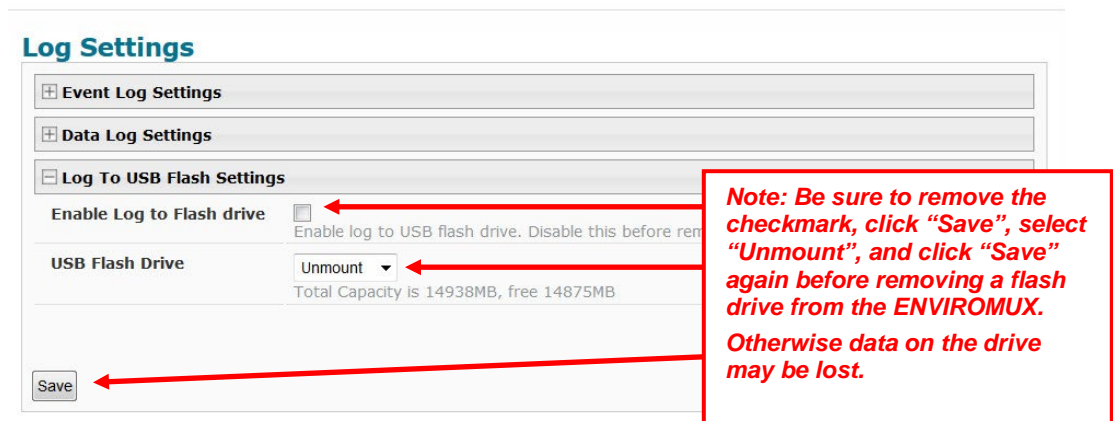 Log Settings
Event Log Settings
Data Log Settings
Log To USB Flash Settings
Enable Log to Flash drive
Enable log to USB flash drive. Disable this before
USB Flash Drive
Unmount
Total Capacity is 14938MB, free 14875MB
Save
Note: Be sure to remove the
checkmark, click “Save”, select
“Unmount”, and click “Save”
again before removing a flash
drive from the ENVIROMUX.
Otherwise data on the drive
may be lost.